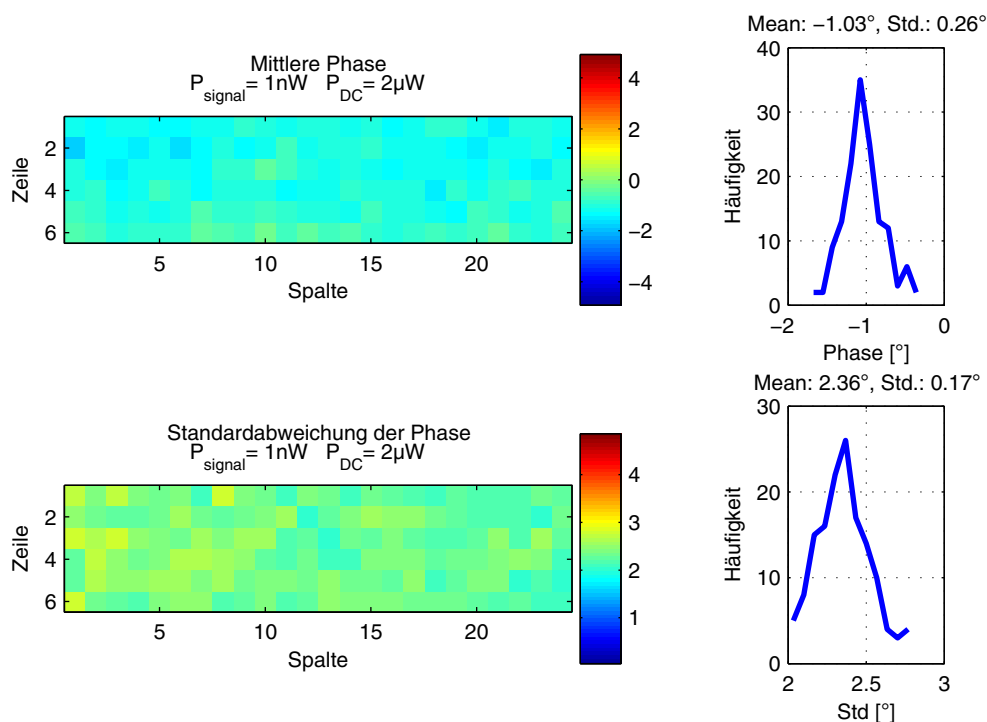 Mittlere Phase
P_signal= 1nW P_DC= 2µW
Zeile
2
4
6
5
10
15
20
Spalte
4
2
0
−2
−4
Mean: −1.03°, Std.: 0.26°
Häufigkeit
40
30
20
10
0
−2
−1
0
Phase [°]
Standardabweichung der Phase
P_signal= 1nW P_DC= 2µW
Zeile
2
4
6
5
10
15
20
Spalte
4
3
2
1
Mean: 2.36°, Std.: 0.17°
Häufigkeit
30
20
10
0
2
2.5
3
Std [°]